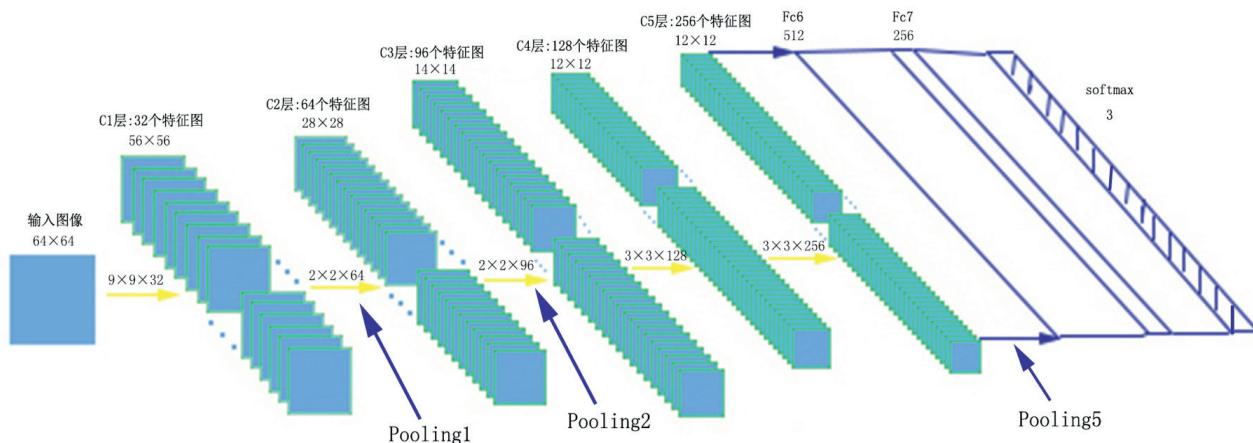 输入图像
64×64
9×9×32
C1层:32个特征图
56×56
2×2×64
C2层:64个特征图
28×28
2×2×96
C3层:96个特征图
14×14
3×3×128
C4层:128个特征图
12×12
3×3×256
C5层:256个特征图
12×12
Fc6
512
Fc7
256
softmax
3
Pooling1
Pooling2
Pooling5